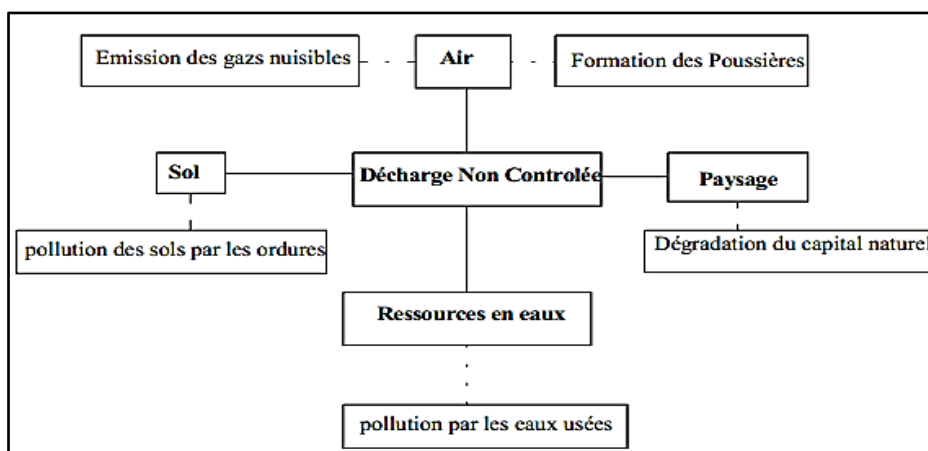 Emission des gazs nuisibles
Air
Formation des Poussières
Sol
Décharge Non Controlée
Paysage
pollution des sols par les ordures
Dégradation du capital naturel
Ressources en eaux
pollution par les eaux usées